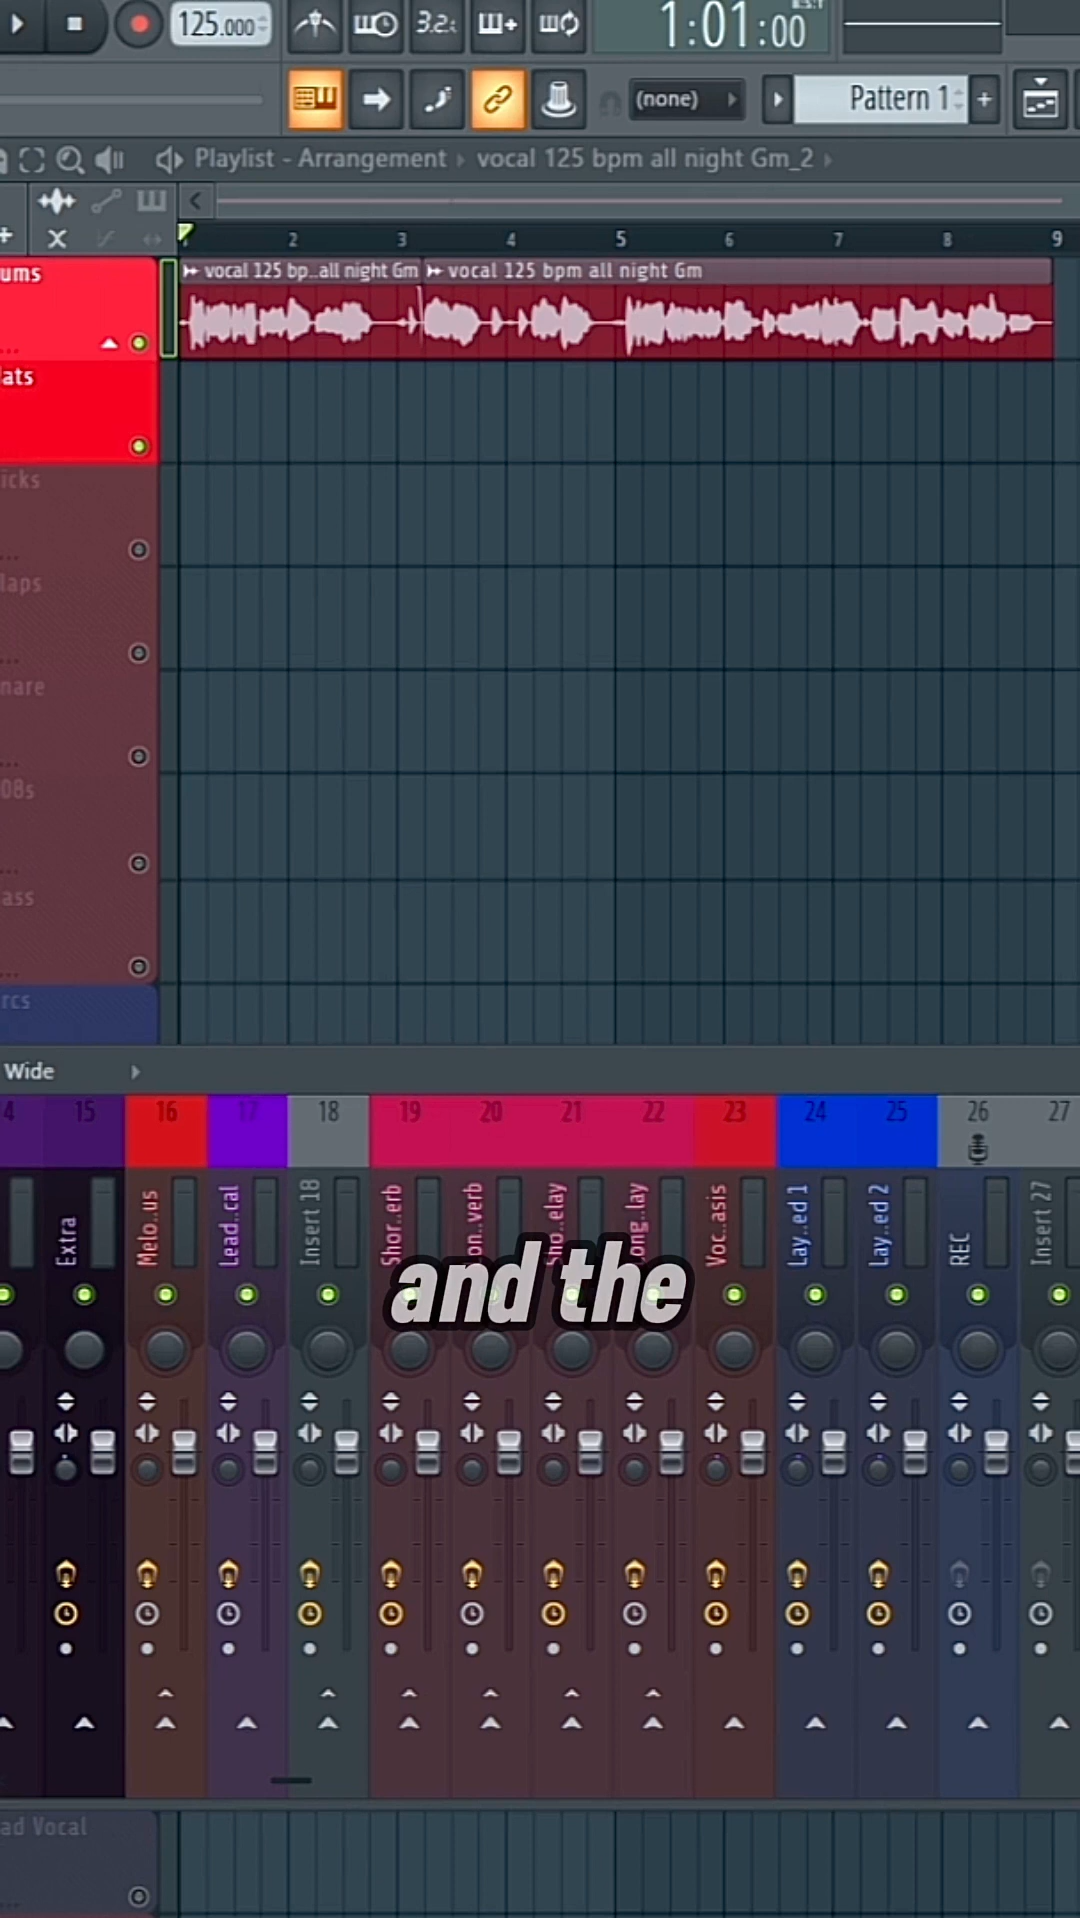 125.000
3.2.
1:01:00
(none)
Pattern 1
+
Playlist - Arrangement
vocal 125 bpm all night Gm_2
2 3 4 5 6 7 8 9
ums
vocal 125 bp..all night Gm
vocal 125 bpm all night Gm
...
ats
icks
...
laps
...
nare
...
08s
...
ass
...
rcs
Wide
4 15 16 17 18 19 20 21 22 23 24 25 26 27
Extra
Melo..us
Lead..cal
Insert 18
Shor..erb
on..verb
Sho..elay
ong..lay
Voc..asis
Lay..ed 1
Lay..ed 2
REC
Insert 27
and the
ad Vocal
...